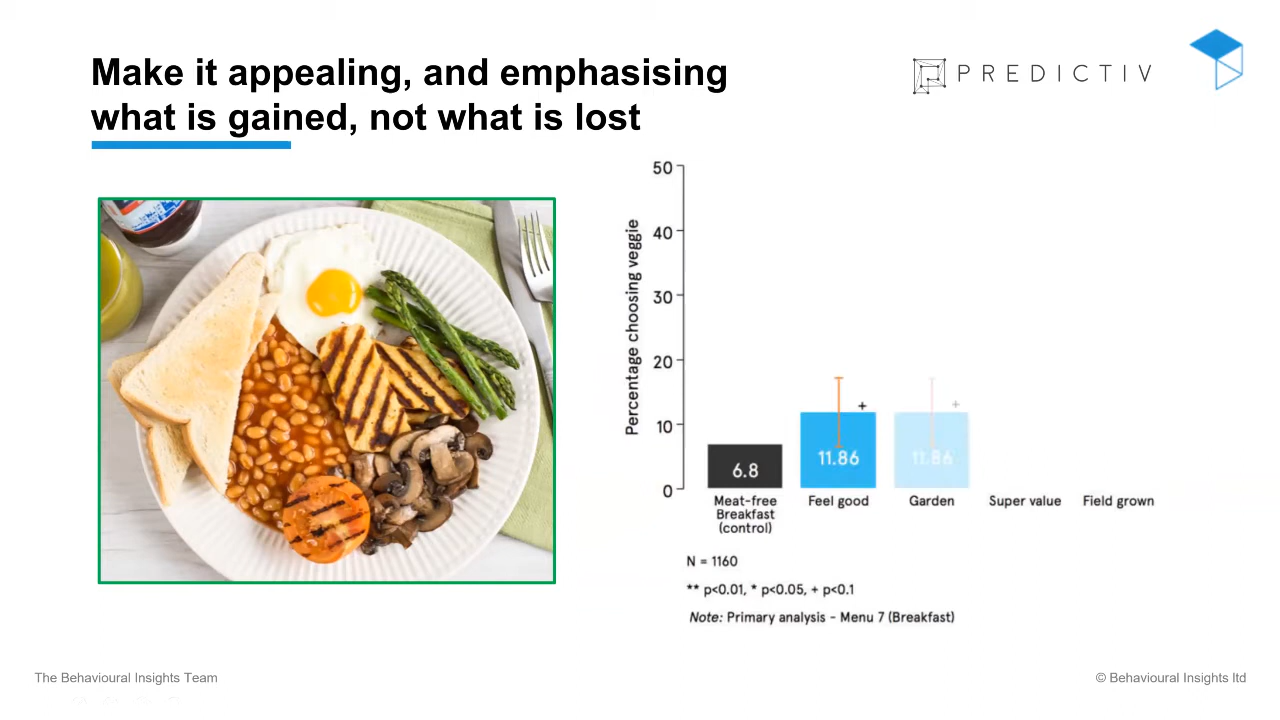 Make it appealing, and emphasising
what is gained, not what is lost
PREDICTIV
Percentage choosing veggie
50
40
30
20
10
0
+
+
6.8
11.86
11.86
Meat-free
Breakfast
(control)
Feel good
Garden
Super value
Field grown
N = 1160
** p<0.01, * p<0.05, + p<0.1
Note: Primary analysis - Menu 7 (Breakfast)
The Behavioural Insights Team
© Behavioural Insights ltd